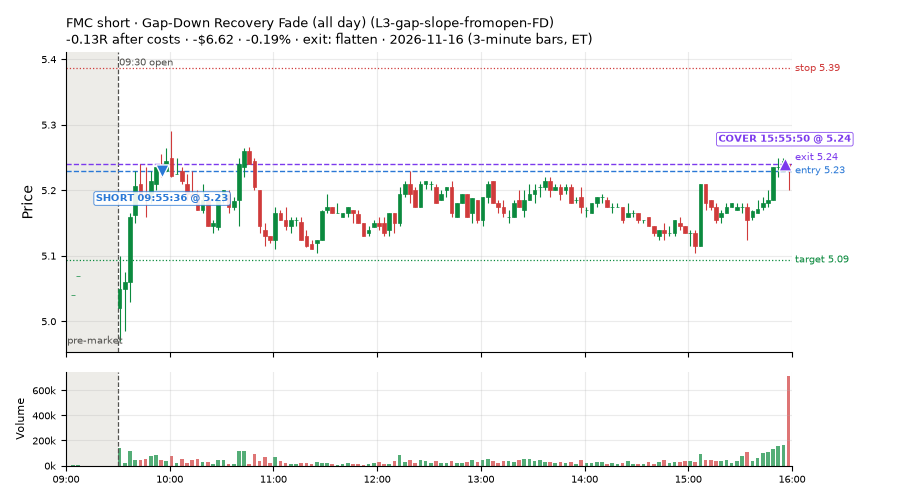 FMC short · Gap-Down Recovery Fade (all day) (L3-gap-slope-fromopen-FD)
-0.13R after costs · -$6.62 · -0.19% · exit: flatten · 2026-11-16 (3-minute bars, ET)
5.4
09:30 open
stop 5.39
5.3
COVER 15:55:50 @ 5.24
exit 5.24
entry 5.23
5.2
SHORT 09:55:36 @ 5.23
Price
5.1
target 5.09
5.0
pre-market
600k
400k
200k
0k
Volume
09:00
10:00
11:00
12:00
13:00
14:00
15:00
16:00